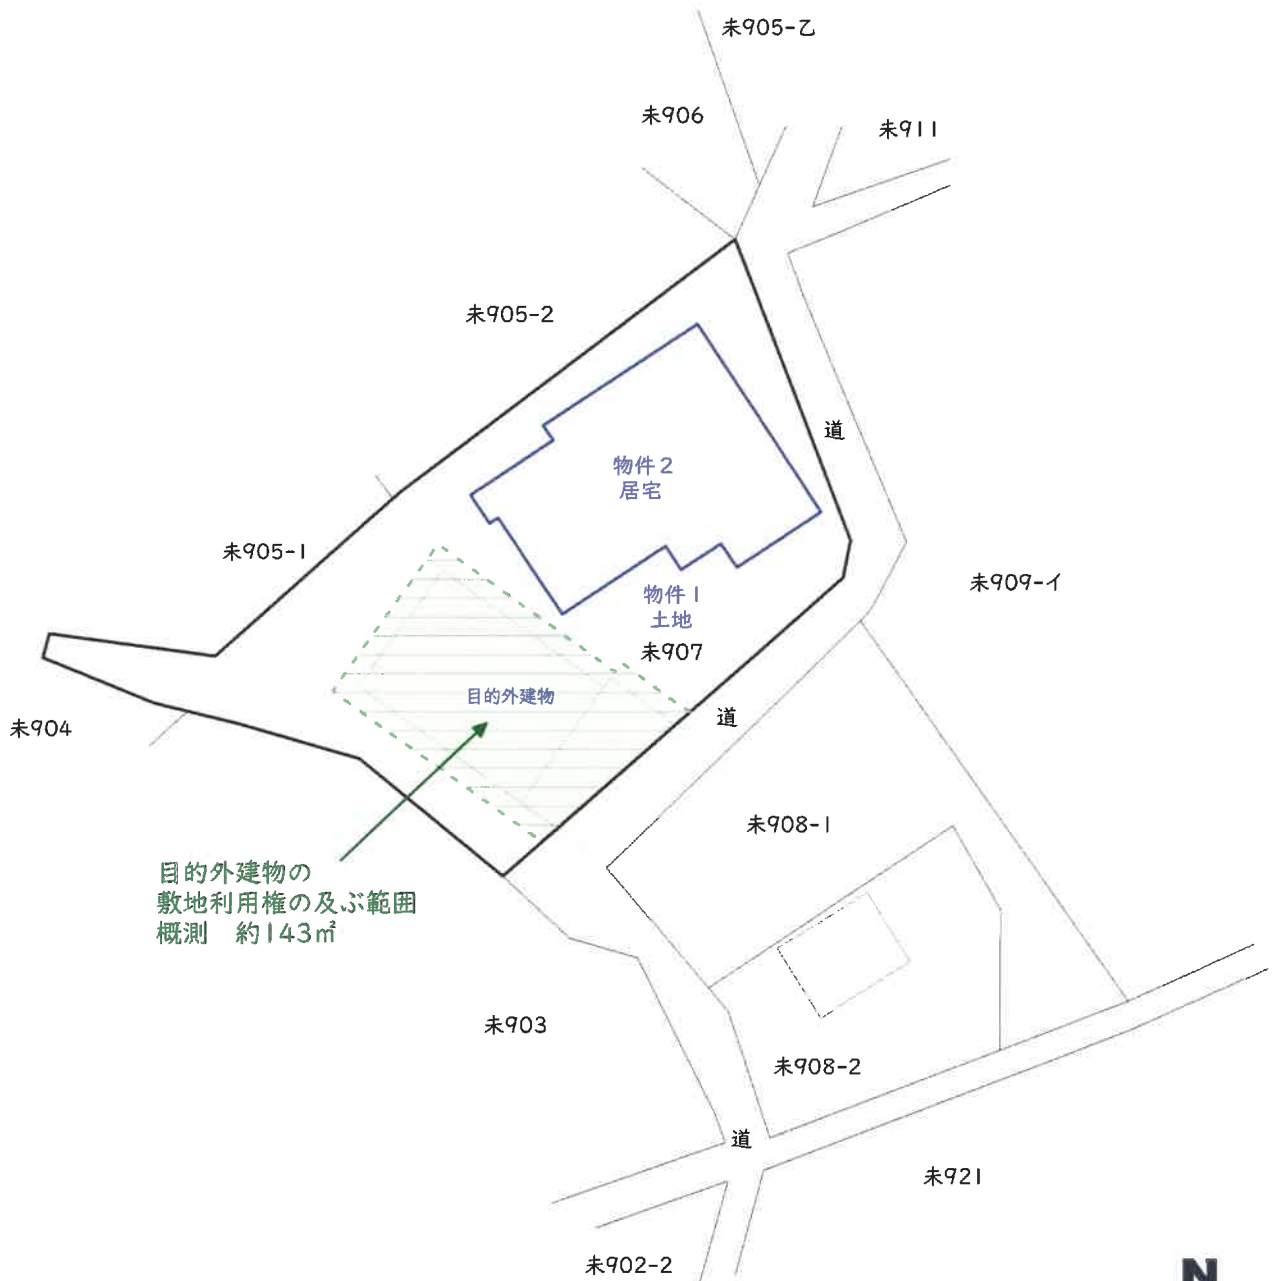 未905-乙
未906
未911
未905-2
道
物件2
居宅
未905-1
未909-イ
物件1
土地
未907
目的外建物
道
未904
未908-1
目的外建物の
敷地利用権の及ぶ範囲
概測 約143㎡
未903
未908-2
道
未921
未902-2
N